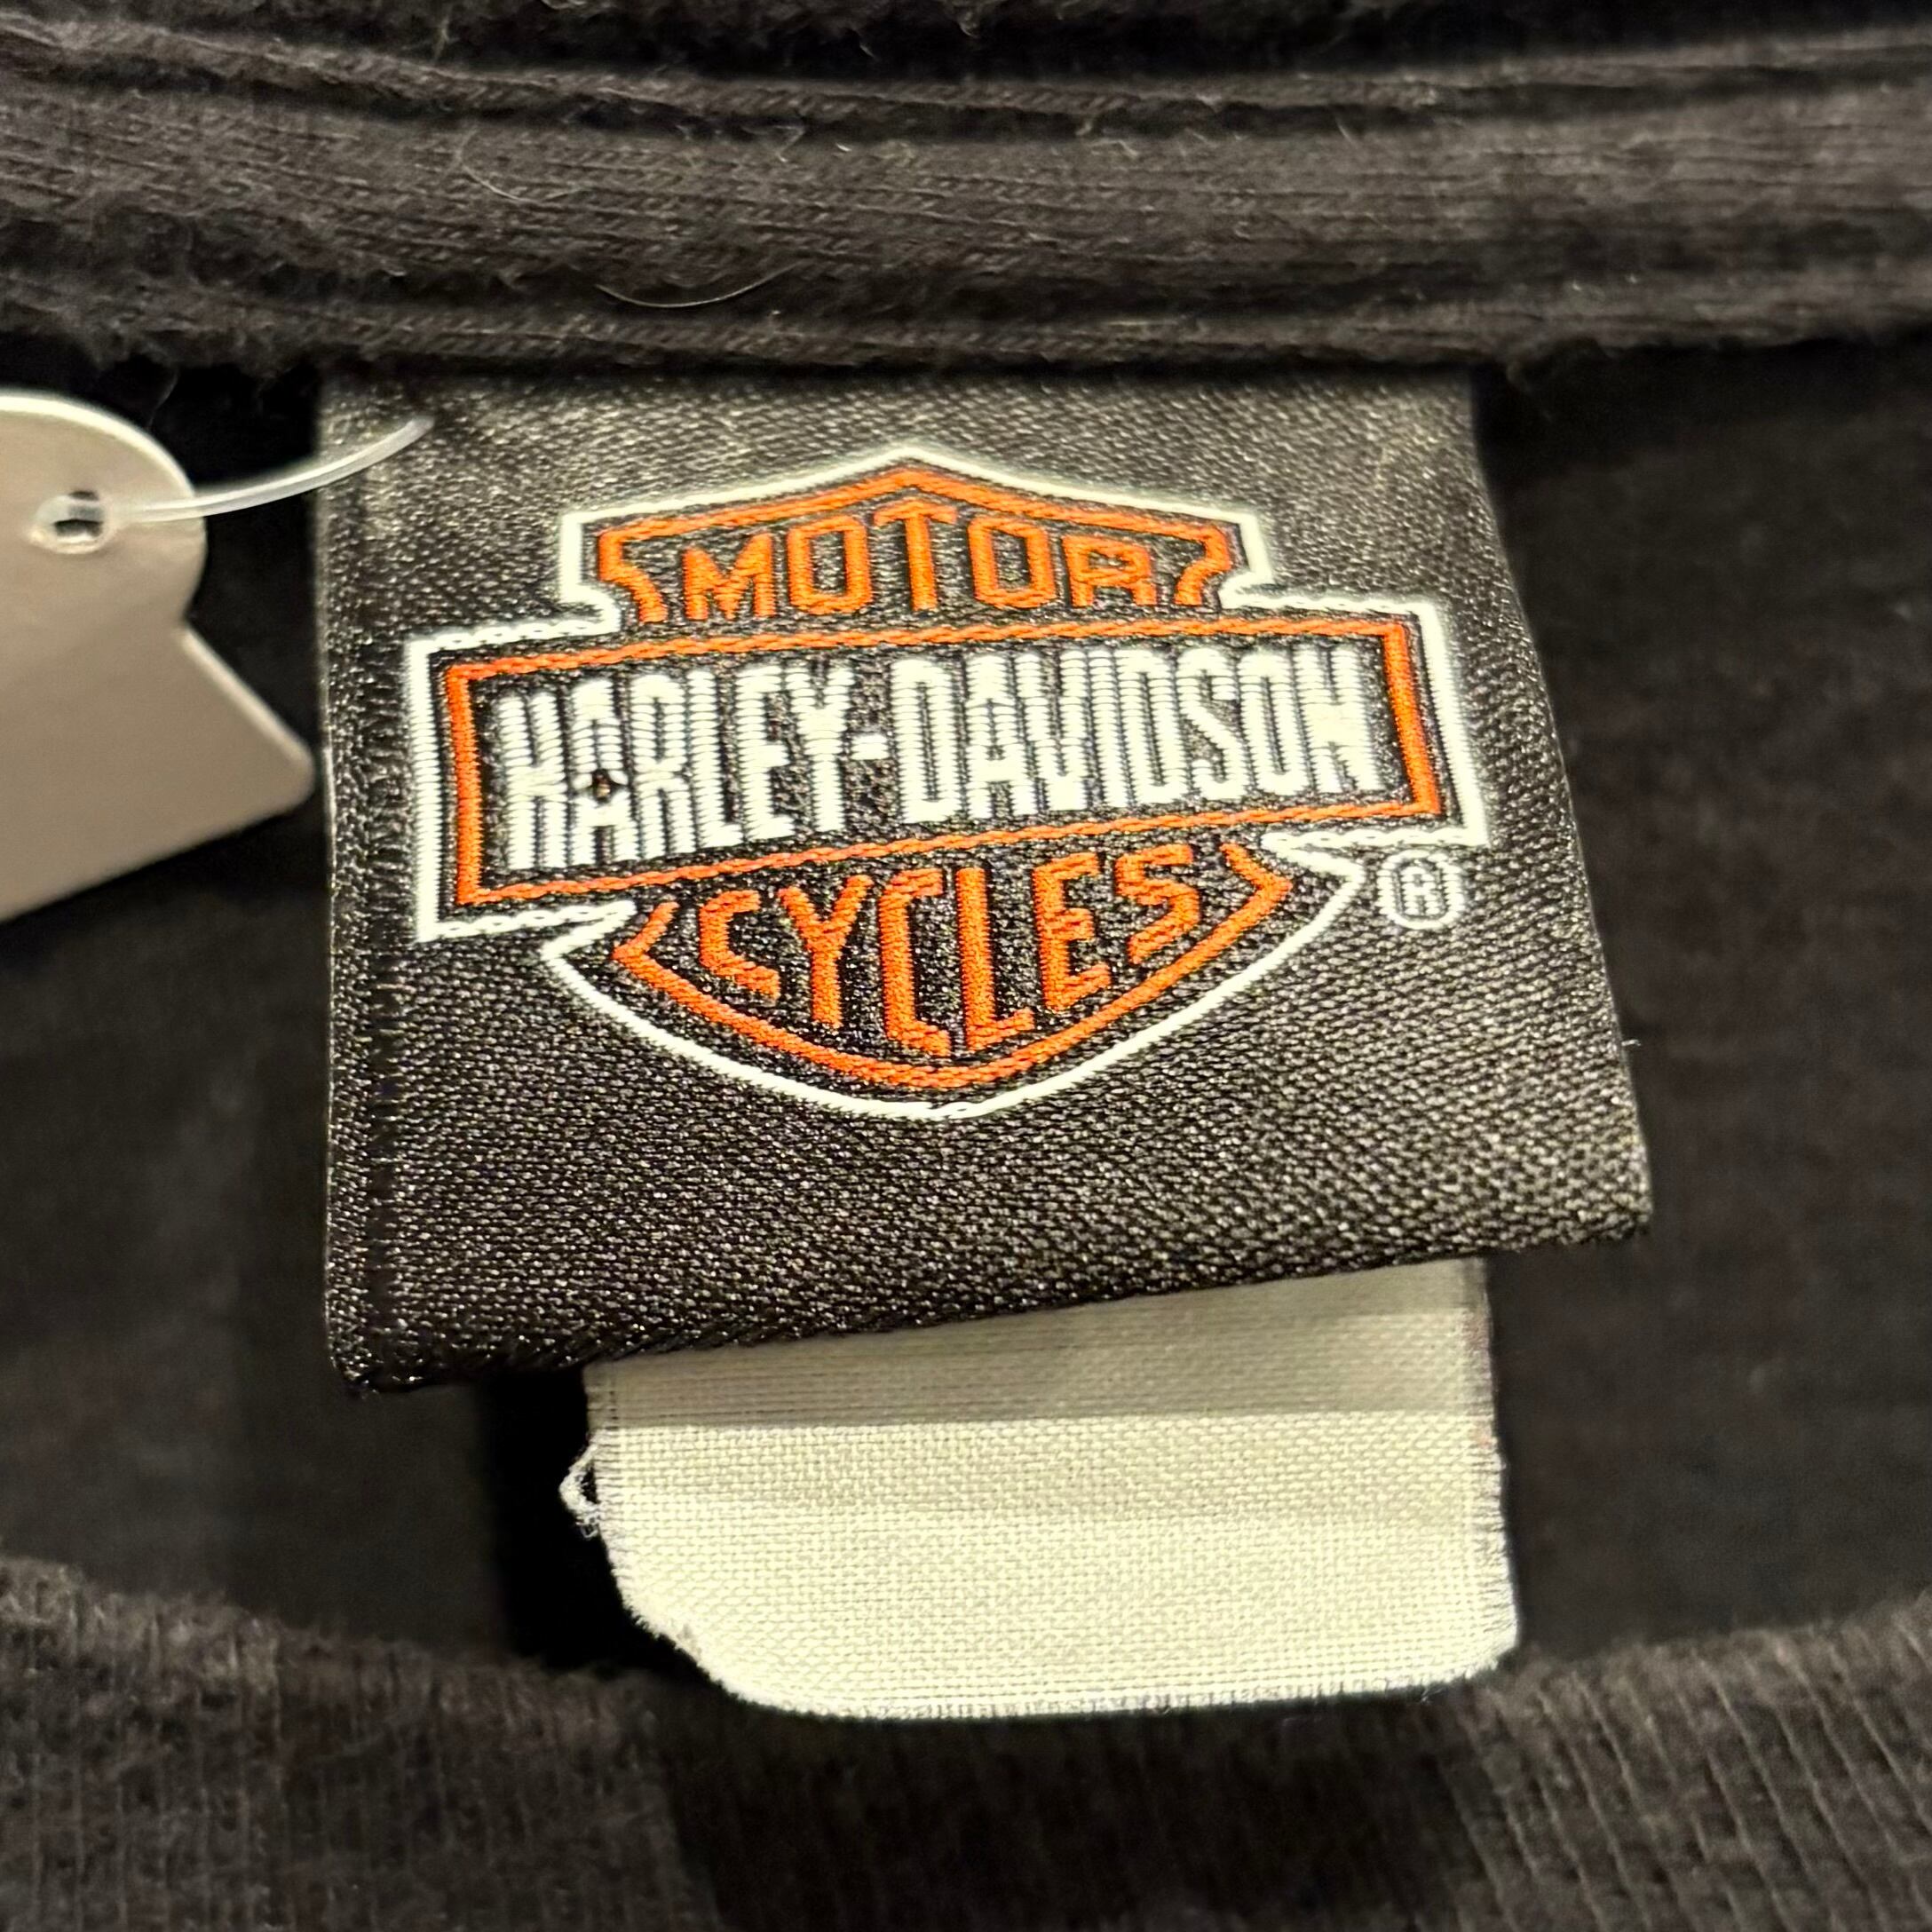 MOTOR
HARLEY-DAVIDSON
CYCLES
®